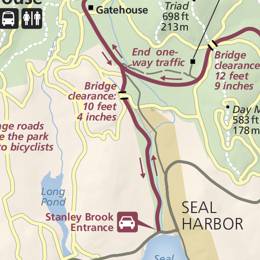 Gatehouse
Triad
698 ft
213 m
End one-
way traffic
Bridge
clearance:
12 feet
9 inches
Bridge
clearance:
10 feet
4 inches
Day M
583 ft
178 m
roads
e the park
to bicyclists
Long
Pond
Stanley Brook
Entrance
SEAL
HARBOR
Seal